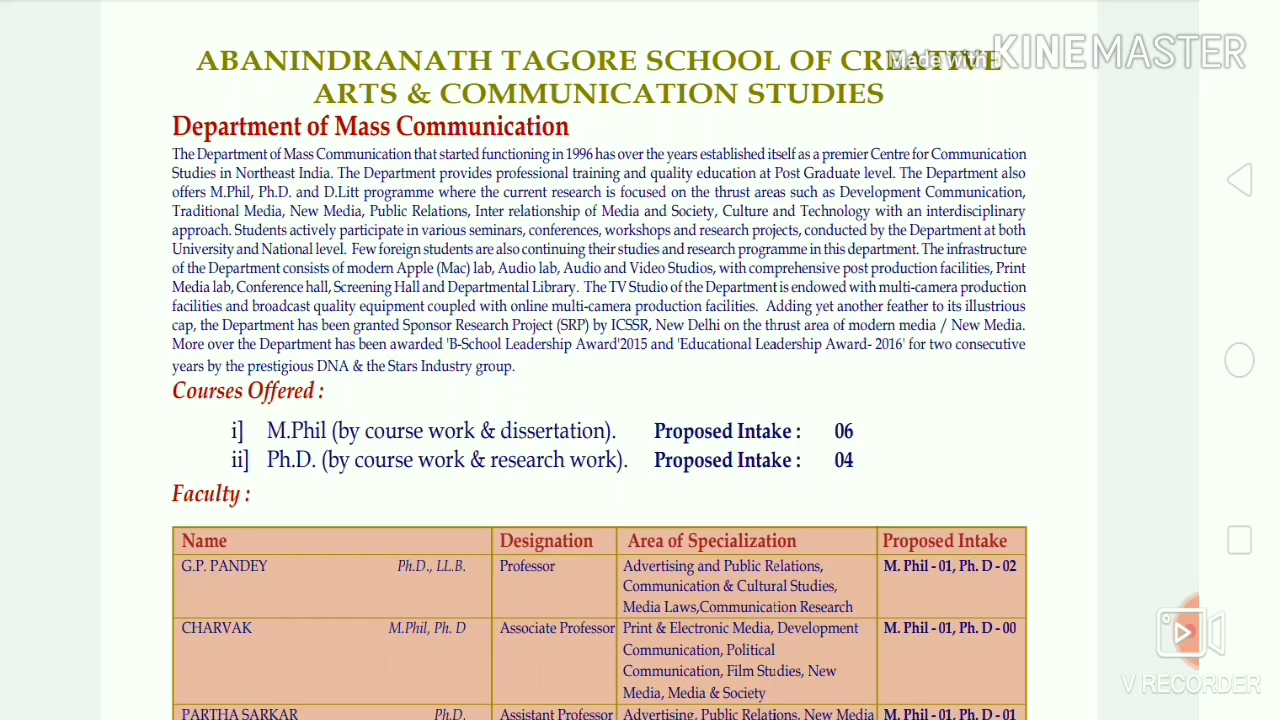 ABANINDRANATH TAGORE SCHOOL OF CREATIVE
Made with KINEMASTER
ARTS & COMMUNICATION STUDIES
Department of Mass Communication
The Department of Mass Communication that started functioning in 1996 has over the years established itself as a premier Centre for Communication
Studies in Northeast India. The Department provides professional training and quality education at Post Graduate level. The Department also
offers M.Phil, Ph.D. and D.Litt programme where the current research is focused on the thrust areas such as Development Communication,
Traditional Media, New Media, Public Relations, Inter relationship of Media and Society, Culture and Technology with an interdisciplinary
approach. Students actively participate in various seminars, conferences, workshops and research projects, conducted by the Department at both
University and National level. Few foreign students are also continuing their studies and research programme in this department. The infrastructure
of the Department consists of modern Apple (Mac) lab, Audio lab, Audio and Video Studios, with comprehensive post production facilities, Print
Media lab, Conference hall, Screening Hall and Departmental Library. The TV Studio of the Department is endowed with multi-camera production
facilities and broadcast quality equipment coupled with online multi-camera production facilities. Adding yet another feather to its illustrious
cap, the Department has been granted Sponsor Research Project (SRP) by ICSSR, New Delhi on the thrust area of modern media / New Media.
More over the Department has been awarded 'B-School Leadership Award'2015 and 'Educational Leadership Award- 2016' for two consecutive
years by the prestigious DNA & the Stars Industry group.
Courses Offered :
i] M.Phil (by course work & dissertation). Proposed Intake : 06
ii] Ph.D. (by course work & research work). Proposed Intake : 04
Faculty :
Name Designation Area of Specialization Proposed Intake
G.P. PANDEY Ph.D., LL.B. Professor Advertising and Public Relations, M. Phil - 01, Ph. D - 02
Communication & Cultural Studies,
Media Laws,Communication Research
CHARVAK M.Phil, Ph. D Associate Professor Print & Electronic Media, Development M. Phil - 01, Ph. D - 00
Communication, Political
Communication, Film Studies, New
Media, Media & Society
PARTHA SARKAR Ph.D. Assistant Professor Advertising, Public Relations, New Media M. Phil - 01, Ph. D - 01
V RECORDER